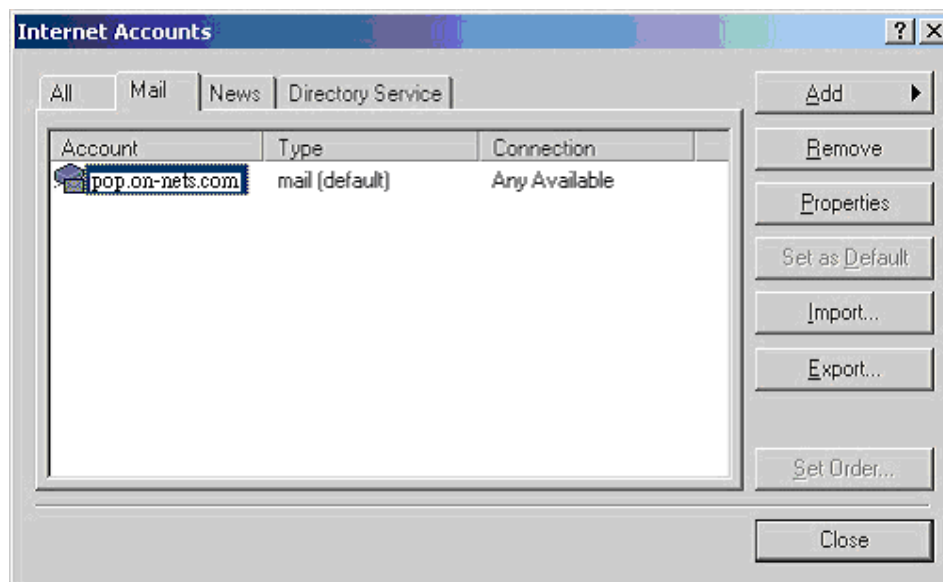 Internet Accounts
All Mail News Directory Service
Account Type Connection
pop.on-nets.com mail (default) Any Available
Add
Remove
Properties
Set as Default
Import...
Export...
Set Order...
Close